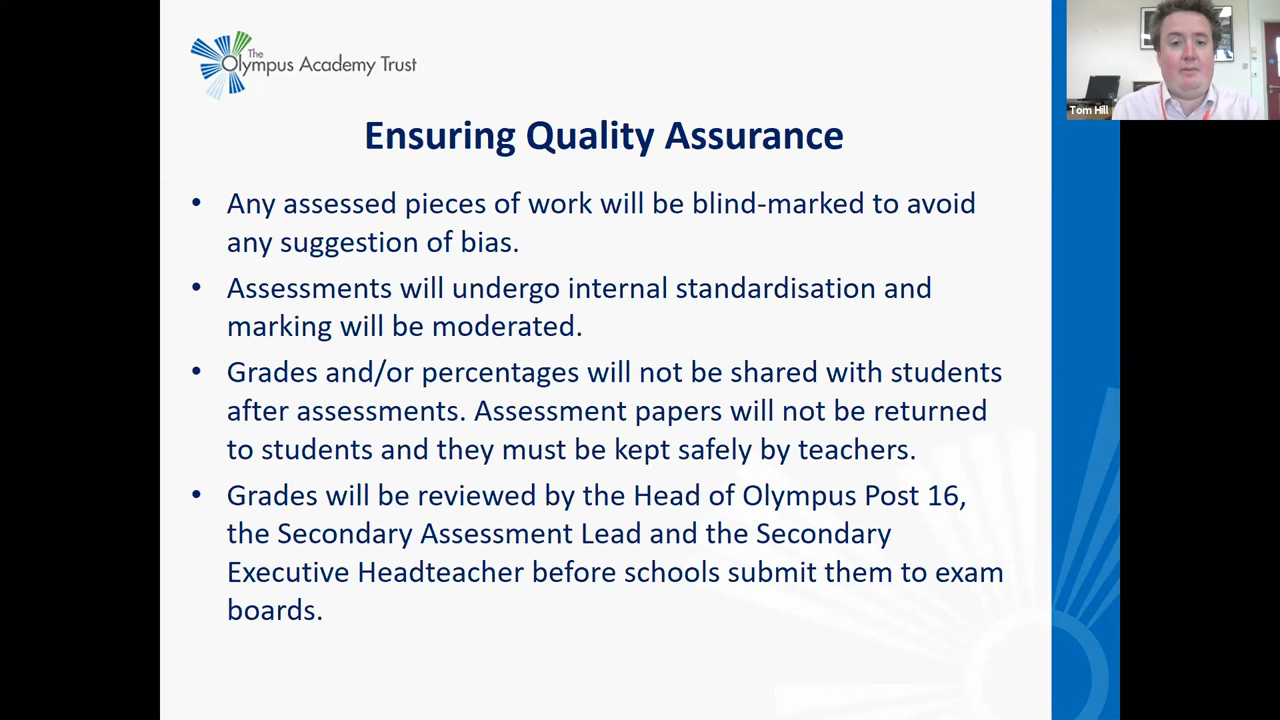 The
Olympus Academy Trust
Tom Hill
Ensuring Quality Assurance
• Any assessed pieces of work will be blind-marked to avoid
any suggestion of bias.
• Assessments will undergo internal standardisation and
marking will be moderated.
• Grades and/or percentages will not be shared with students
after assessments. Assessment papers will not be returned
to students and they must be kept safely by teachers.
• Grades will be reviewed by the Head of Olympus Post 16,
the Secondary Assessment Lead and the Secondary
Executive Headteacher before schools submit them to exam
boards.